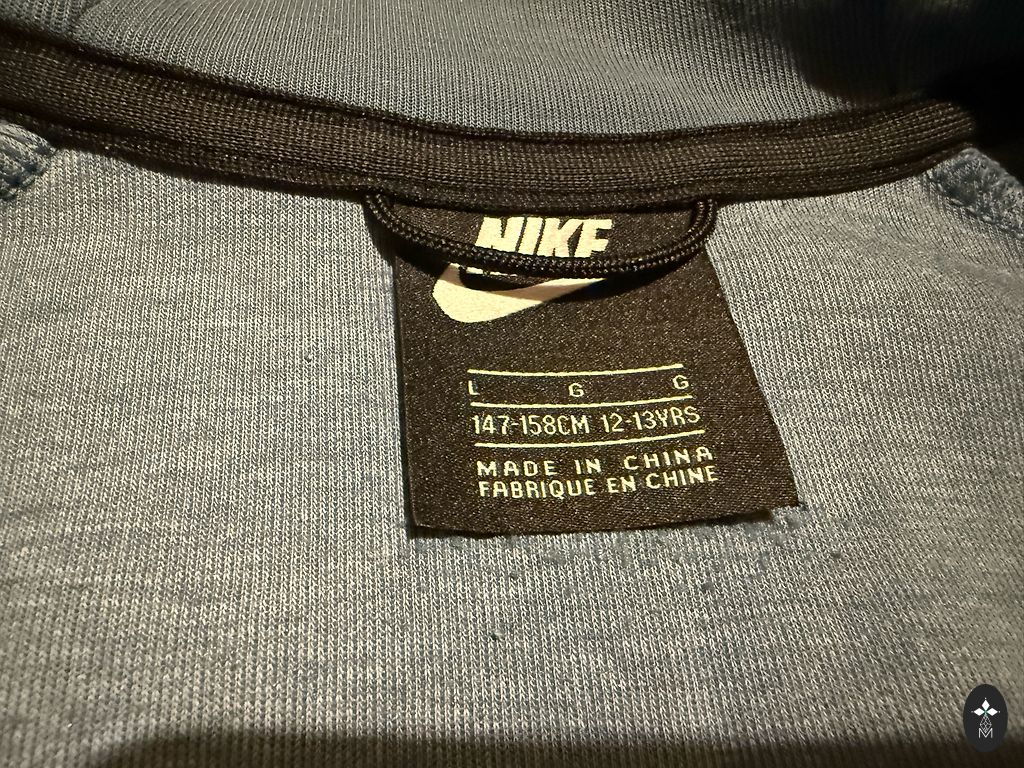 NIKE
L G G
147-158CM 12-13YRS
MADE IN CHINA
FABRIQUE EN CHINE